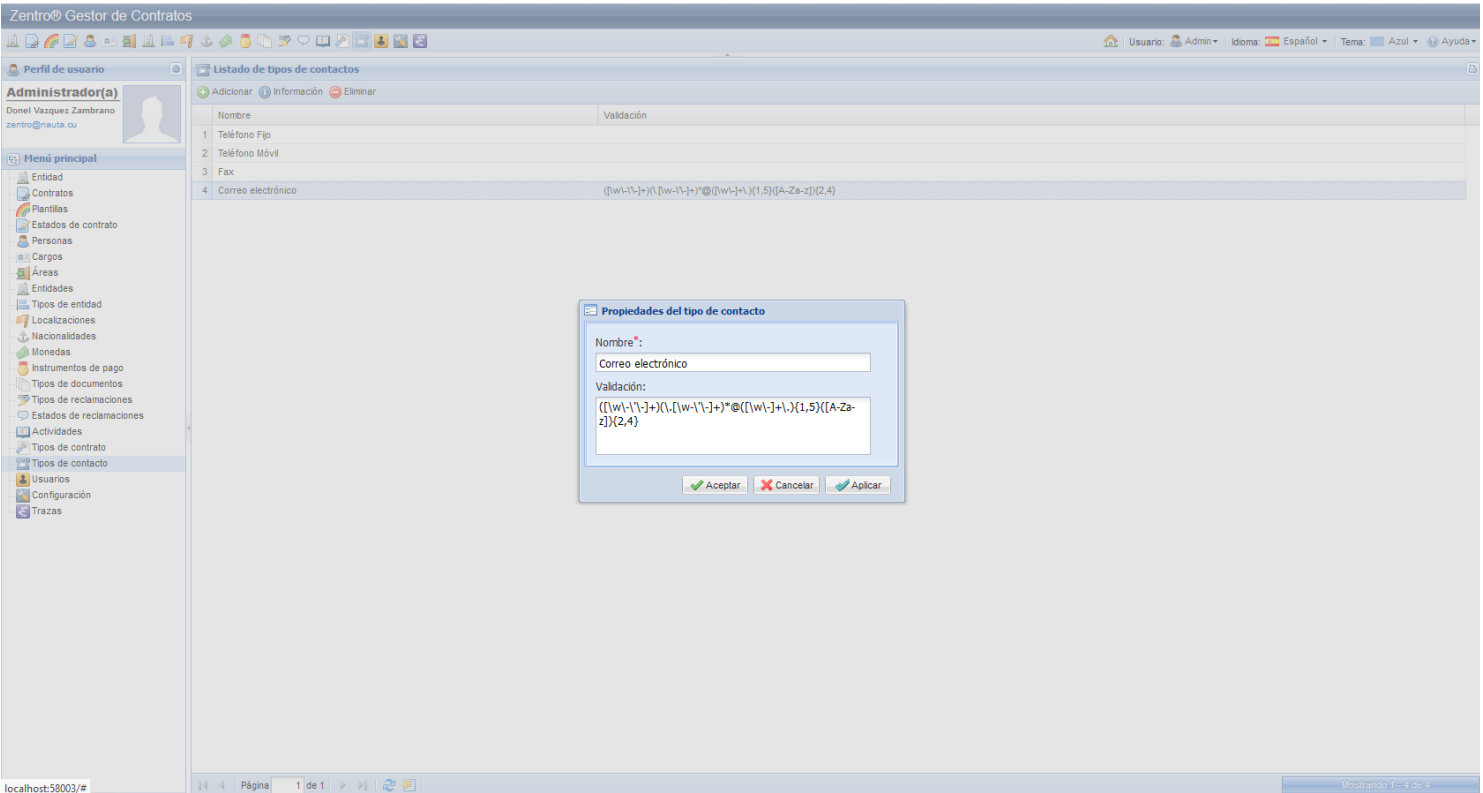 Zentro® Gestor de Contratos
Usuario: Admin Idioma: Español Tema: Azul Ayuda
Perfil de usuario
Administrador(a)
Donel Vazquez Zambrano
zentro@nauta.cu
Menú principal
Entidad
Contratos
Plantillas
Estados de contrato
Personas
Cargos
Áreas
Entidades
Tipos de entidad
Localizaciones
Nacionalidades
Monedas
Instrumentos de pago
Tipos de documentos
Tipos de reclamaciones
Estados de reclamaciones
Actividades
Tipos de contrato
Tipos de contacto
Usuarios
Configuración
Trazas
Listado de tipos de contactos
Adicionar Información Eliminar
Nombre Validación
1 Teléfono Fijo
2 Teléfono Móvil
3 Fax
4 Correo electrónico ([\w\-\'\-]+)(\.[\w-\'\-]+)*@([\w\-]+\.){1,5}([A-Za-z]){2,4}
Propiedades del tipo de contacto
Nombre*:
Correo electrónico
Validación:
([\w\-\'\-]+)(\.[\w-\'\-]+)*@([\w\-]+\.){1,5}([A-Za-
z]){2,4}
Aceptar Cancelar Aplicar
Página 1 de 1
Mostrando 1 - 4 de 4
localhost:58003/#